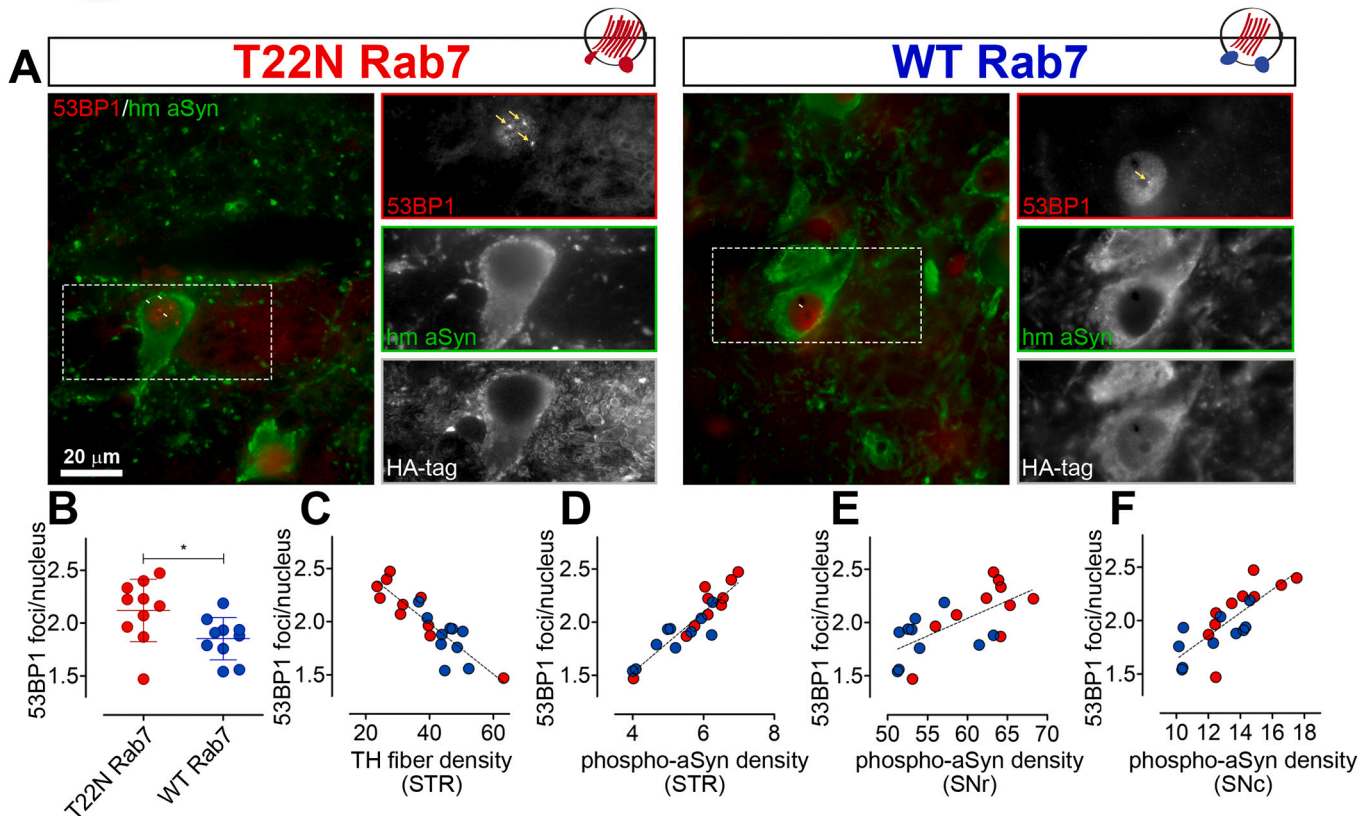 A
T22N Rab7
WT Rab7
53BP1/hm aSyn
53BP1
hm aSyn
HA-tag
20 μm
53BP1
hm aSyn
HA-tag
B
53BP1 foci/nucleus
2.5
2.0
1.5
*
T22N Rab7
WT Rab7
C
53BP1 foci/nucleus
2.5
2.0
1.5
20 40 60
TH fiber density
(STR)
D
53BP1 foci/nucleus
2.5
2.0
1.5
4 6 8
phospho-aSyn density
(STR)
E
53BP1 foci/nucleus
2.5
2.0
1.5
50 55 60 65 70
phospho-aSyn density
(SNr)
F
53BP1 foci/nucleus
2.5
2.0
1.5
10 12 14 16 18
phospho-aSyn density
(SNc)